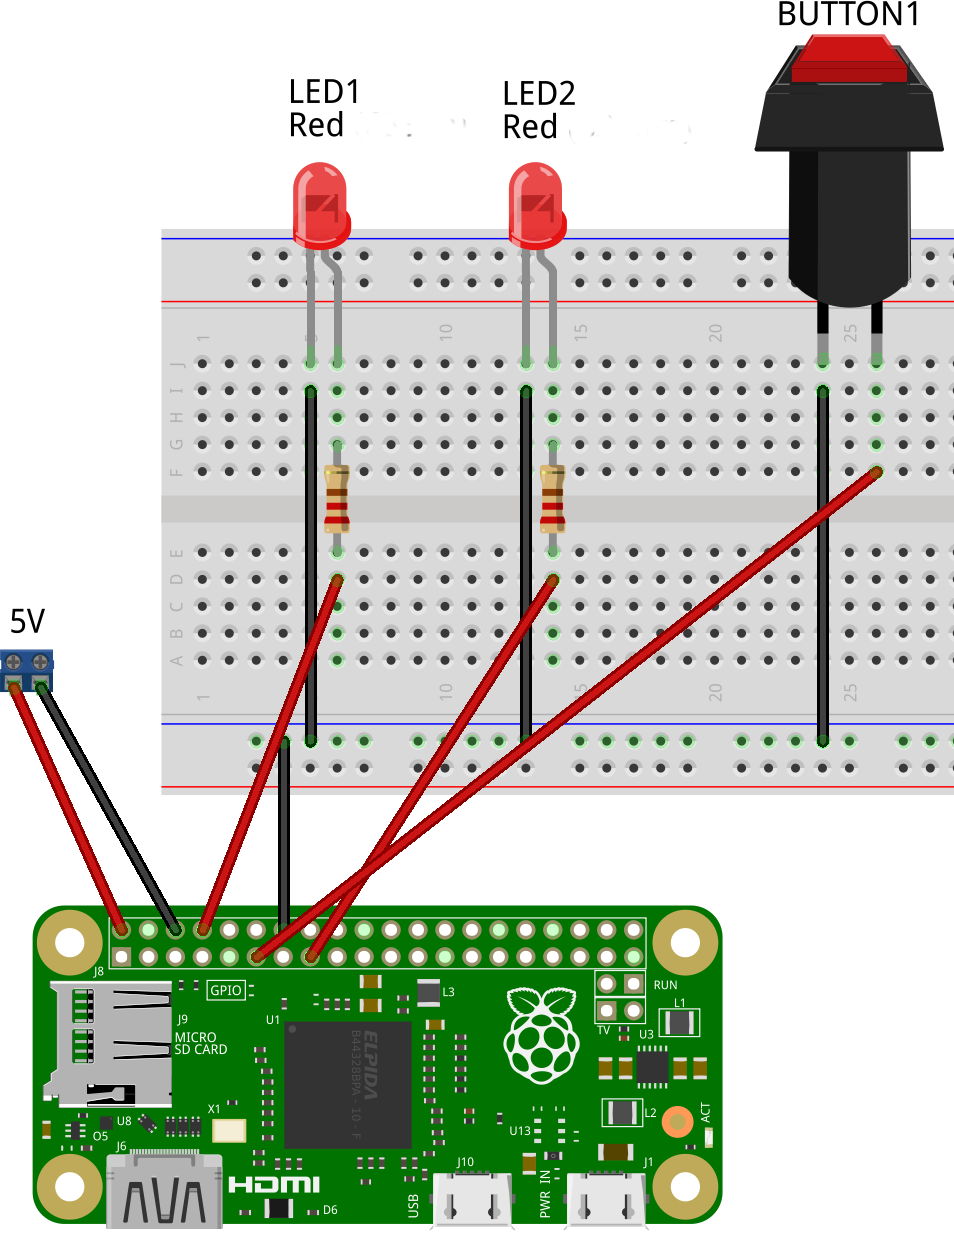 BUTTON1
LED1
Red
LED2
Red
1
5
10
15
20
25
J
I
H
G
F
E
D
C
B
A
1
10
15
20
25
5V
J8
GPIO
J9
MICRO
SD CARD
U1
ELPIDA
B4432BBPA - 10 - F
L3
RUN
TV
L1
U3
L2
ACT
X1
U8
O5
J6
HDMI
D6
U13
J10
USB
PWR IN
J1